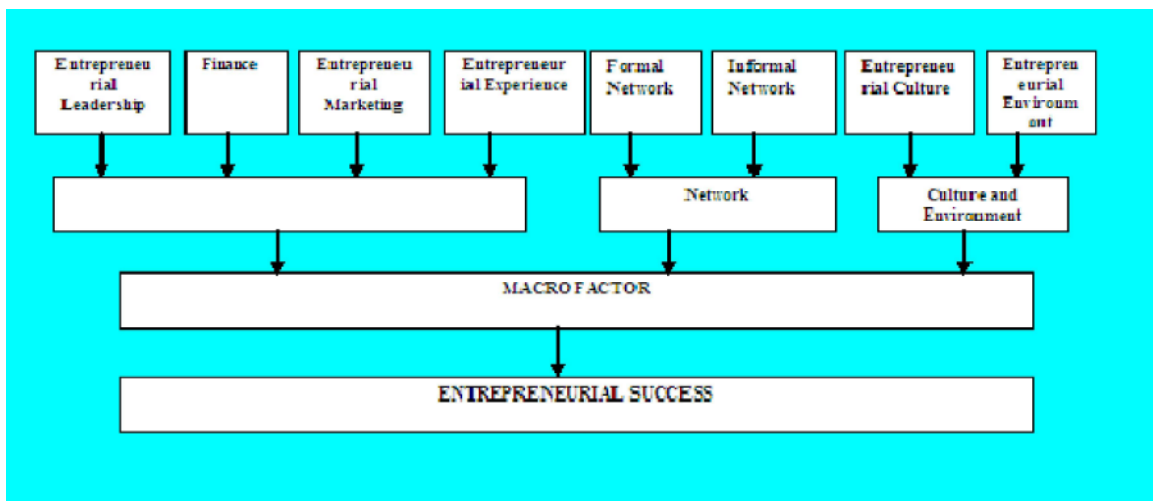 Entrepreneu
rial
Leadership
Finance
Entrepreneu
rial
Marketing
Entrepreneur
ial Experience
Formal
Network
Informal
Network
Entrepreneu
rial Culture
Entrepren
eurial
Environm
ent
Network
Culture and
Environment
MACRO FACTOR
ENTREPRENEURIAL SUCCESS